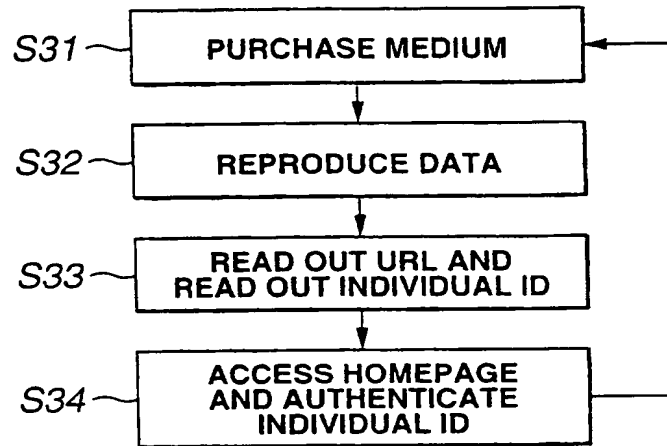 S31
PURCHASE MEDIUM
S32
REPRODUCE DATA
S33
READ OUT URL AND
READ OUT INDIVIDUAL ID
S34
ACCESS HOMEPAGE
AND AUTHENTICATE
INDIVIDUAL ID